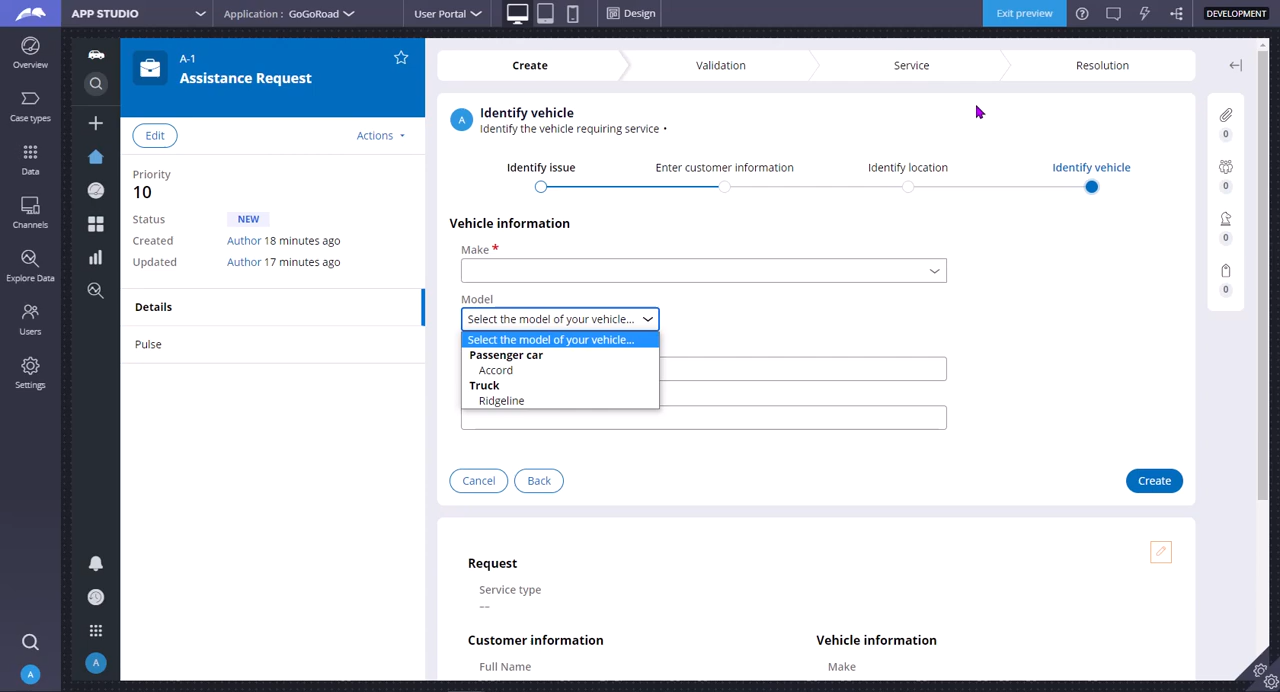 APP STUDIO
Application : GoGoRoad
User Portal
Design
Exit preview
DEVELOPMENT
Overview
Case types
Data
Channels
Explore Data
Users
Settings
A
A
A-1
Assistance Request
Edit
Actions
Priority
10
Status
NEW
Created
Author 18 minutes ago
Updated
Author 17 minutes ago
Details
Pulse
Create
Validation
Service
Resolution
A
Identify vehicle
Identify the vehicle requiring service •
Identify issue
Enter customer information
Identify location
Identify vehicle
Vehicle information
Make *
Model
Select the model of your vehicle...
Select the model of your vehicle...
Passenger car
Accord
Truck
Ridgeline
Cancel
Back
Create
0
0
0
0
Request
Service type
––
Customer information
Vehicle information
Full Name
Make